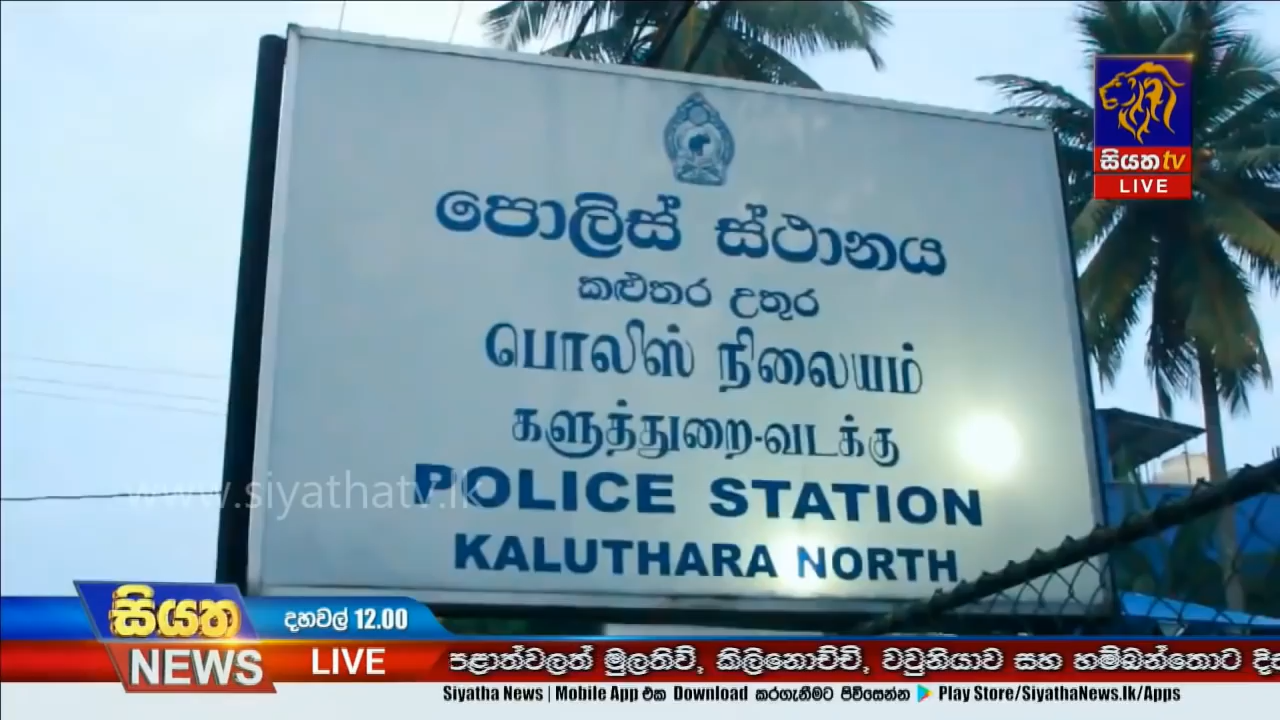 සියත tv
LIVE
පොලිස් ස්ථානය
කළුතර උතුර
பொலிஸ் நிலையம்
களுத்துறை-வடக்கு
POLICE STATION
KALUTHARA NORTH
www.siyathatv.lk
සියත
NEWS
දහවල් 12.00
LIVE
පළාත්වලත් මුලතිව්, කිලිනොච්චි, වවුනියාව සහ හම්බන්තොට
Siyatha News | Mobile App එක Download කරගැනීමට පිවිසෙන්න Play Store/SiyathaNews.lk/Apps